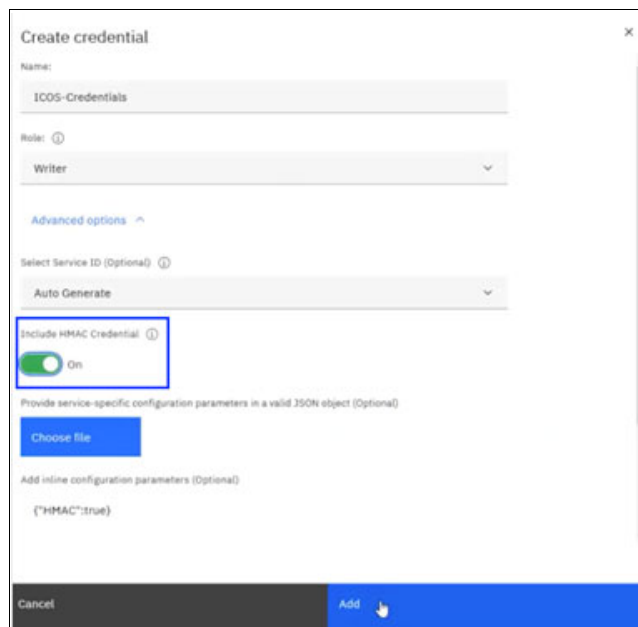 Create credential
Name:
ICOS-Credentials
Role:
Writer
Advanced options
Select Service ID (Optional)
Auto Generate
Include HMAC Credential
On
Provide service-specific configuration parameters in a valid JSON object (Optional)
Choose file
Add inline configuration parameters (Optional)
{"HMAC":true}
Cancel
Add